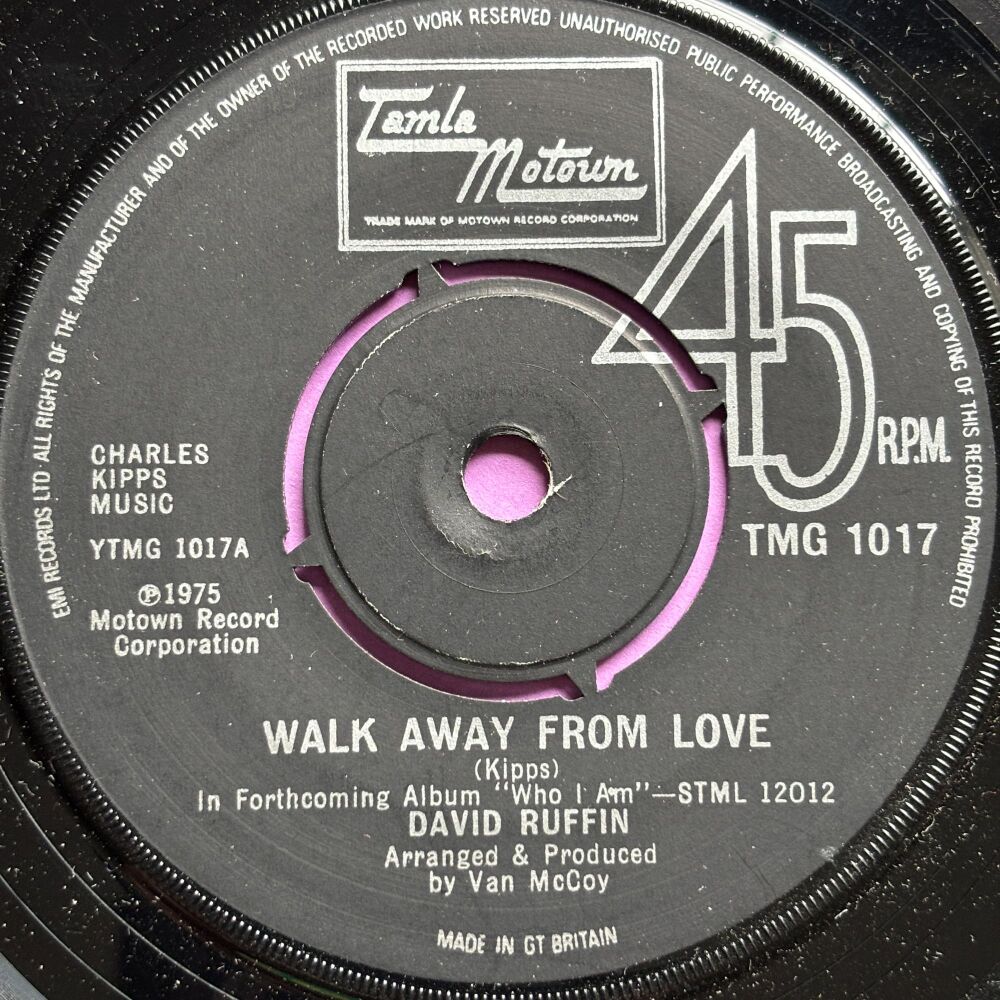 EMI RECORDS LTD · ALL RIGHTS OF THE MANUFACTURER AND OF THE OWNER OF THE RECORDED WORK RESERVED · UNAUTHORISED PUBLIC PERFORMANCE BROADCASTING AND COPYING OF THIS RECORD PROHIBITED
Tamla
Motown
TRADE MARK OF MOTOWN RECORD CORPORATION
45
R.P.M.
CHARLES
KIPPS
MUSIC
TMG 1017
YTMG 1017A
℗1975
Motown Record
Corporation
WALK AWAY FROM LOVE
(Kipps)
In Forthcoming Album "Who I Am"—STML 12012
DAVID RUFFIN
Arranged & Produced
by Van McCoy
MADE IN GT BRITAIN